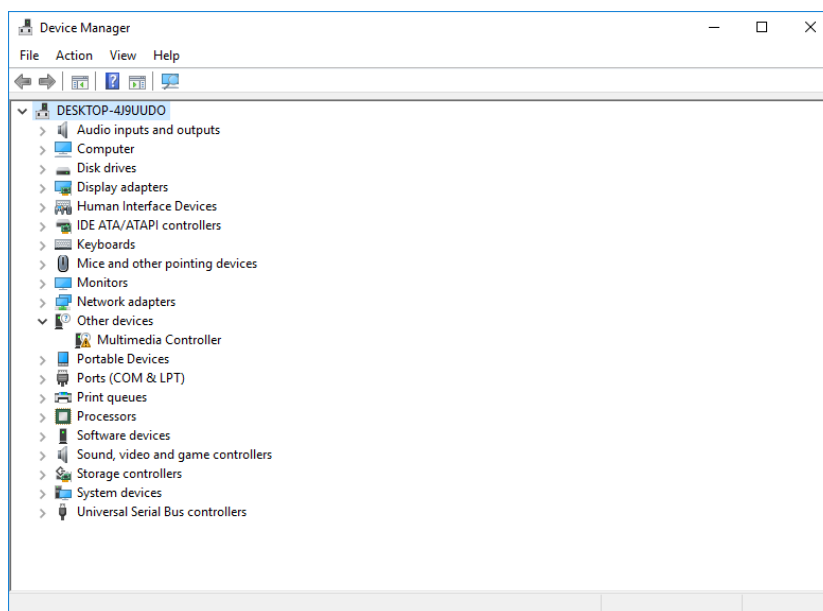 Device Manager
File Action View Help
DESKTOP-4J9UUDO
Audio inputs and outputs
Computer
Disk drives
Display adapters
Human Interface Devices
IDE ATA/ATAPI controllers
Keyboards
Mice and other pointing devices
Monitors
Network adapters
Other devices
Multimedia Controller
Portable Devices
Ports (COM & LPT)
Print queues
Processors
Software devices
Sound, video and game controllers
Storage controllers
System devices
Universal Serial Bus controllers